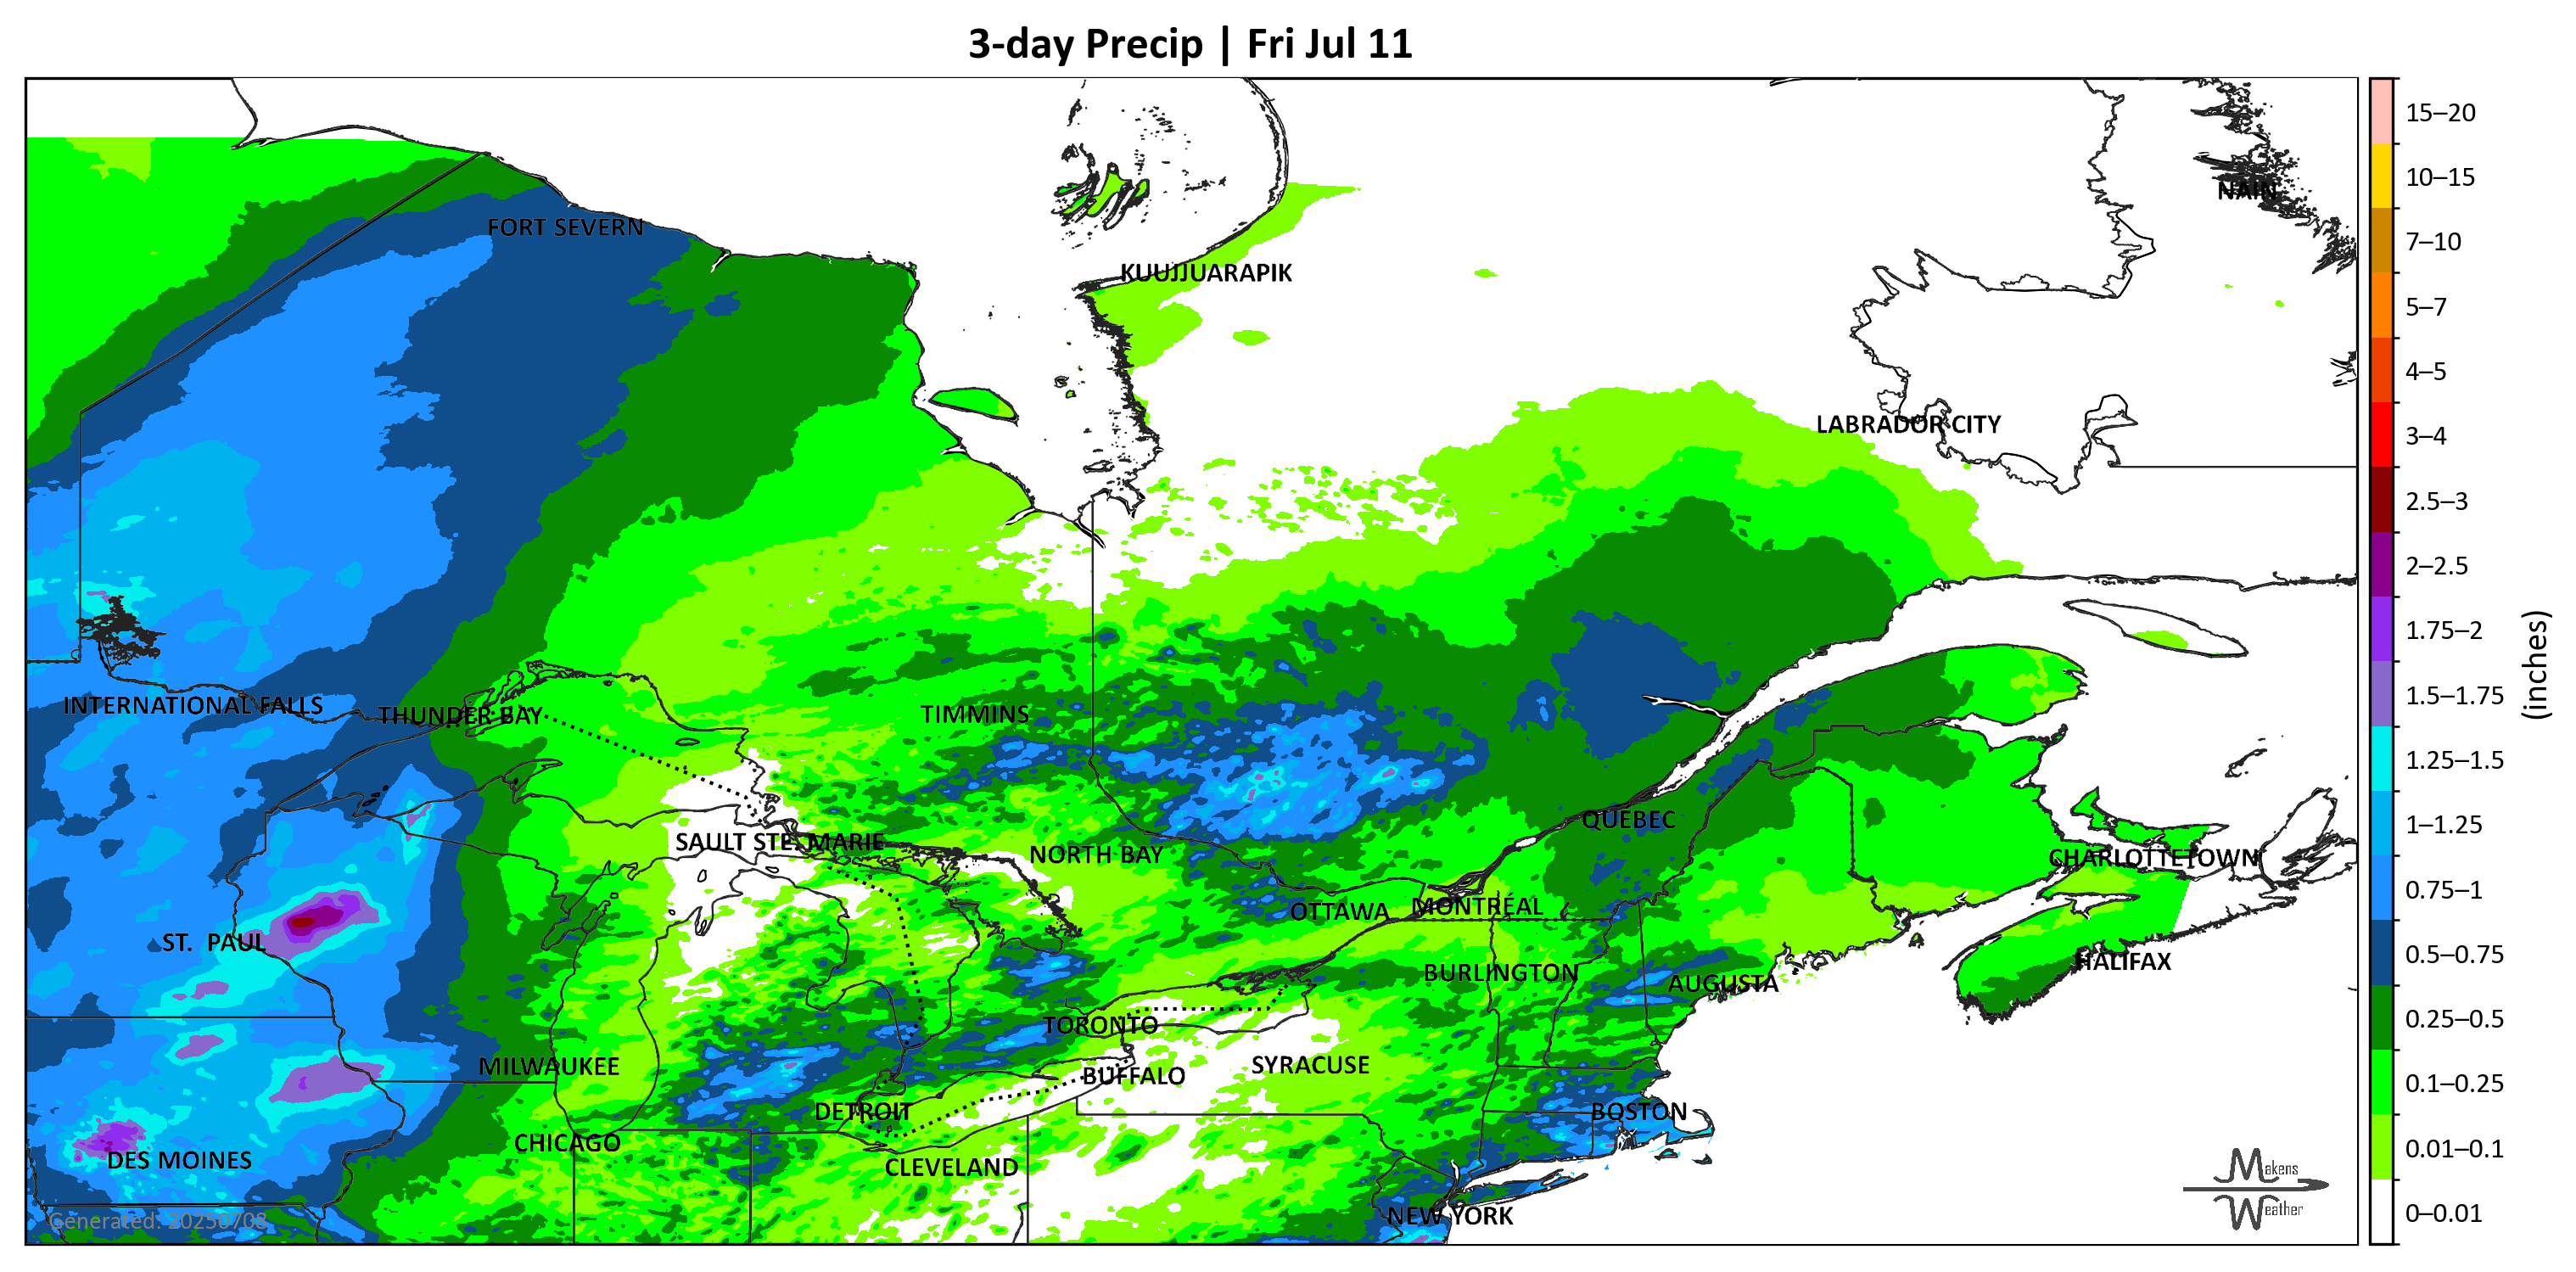 3-day Precip | Fri Jul 11
NAIN
FORT SEVERN
KUUJJUARAPIK
LABRADOR CITY
INTERNATIONAL FALLS
THUNDER BAY
TIMMINS
QUÉBEC
SAULT STE. MARIE
NORTH BAY
CHARLOTTETOWN
OTTAWA
MONTRÉAL
ST. PAUL
HALIFAX
BURLINGTON
AUGUSTA
TORONTO
MILWAUKEE
SYRACUSE
BUFFALO
DETROIT
BOSTON
CHICAGO
DES MOINES
CLEVELAND
NEW YORK
Generated: 20250708
Makens
Weather
15–20
10–15
7–10
5–7
4–5
3–4
2.5–3
2–2.5
1.75–2
1.5–1.75
1.25–1.5
1–1.25
0.75–1
0.5–0.75
0.25–0.5
0.1–0.25
0.01–0.1
0–0.01
(inches)